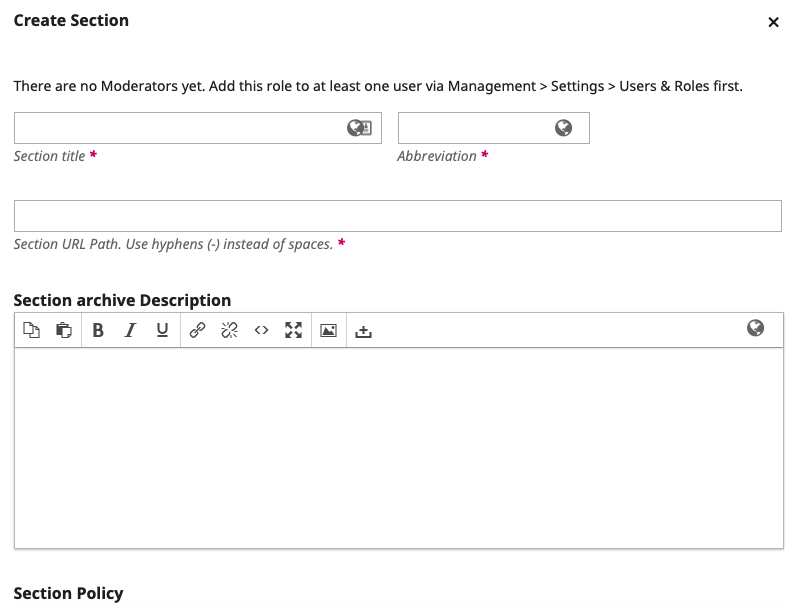 Create Section
There are no Moderators yet. Add this role to at least one user via Management > Settings > Users & Roles first.
Section title *
Abbreviation *
Section URL Path. Use hyphens (-) instead of spaces. *
Section archive Description
B I U
Section Policy